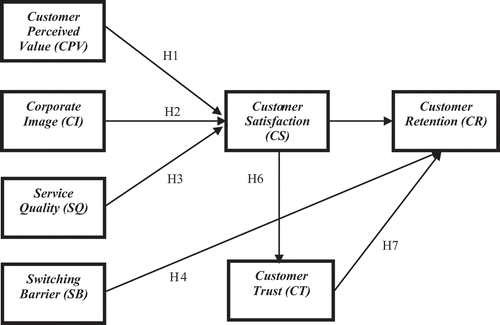 Customer
Perceived
Value (CPV)
H1
Corporate
Image (CI)
H2
Customer
Satisfaction
(CS)
Customer
Retention (CR)
Service
Quality (SQ)
H3
H6
H7
Switching
Barrier (SB)
H4
Customer
Trust (CT)